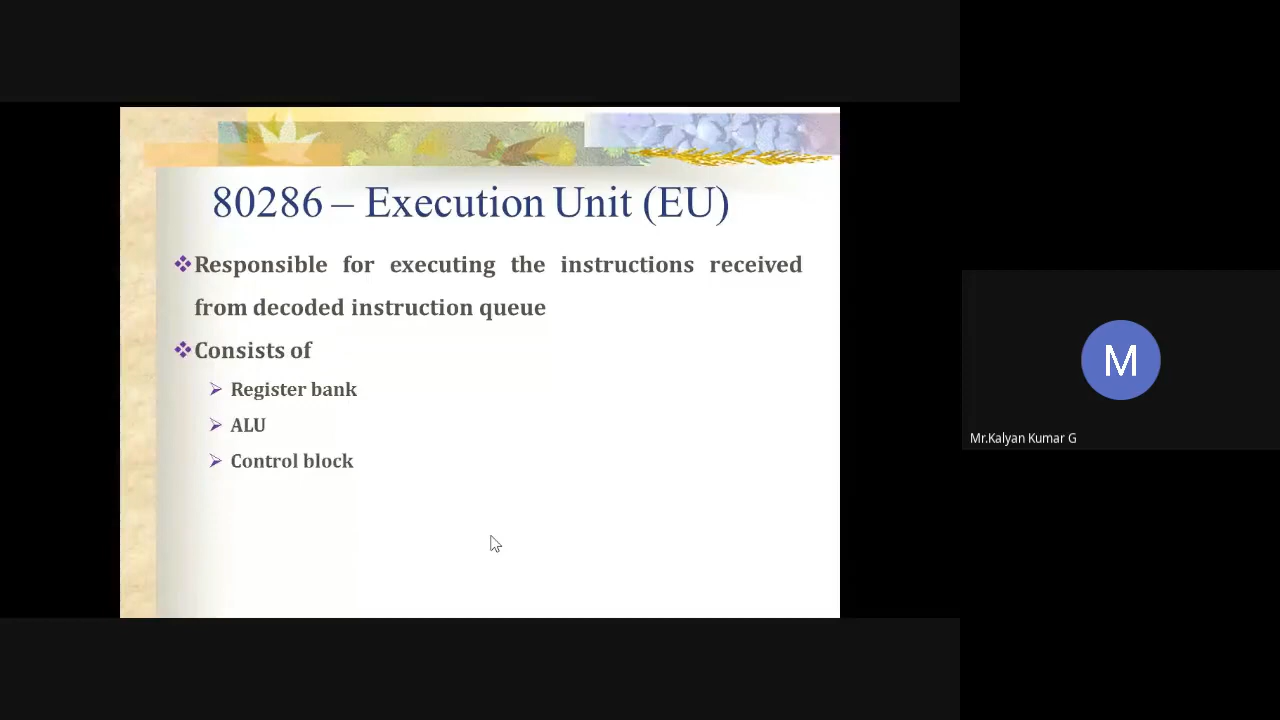 80286 – Execution Unit (EU)
Responsible for executing the instructions received
from decoded instruction queue
Consists of
Register bank
ALU
Control block
M
Mr.Kalyan Kumar G